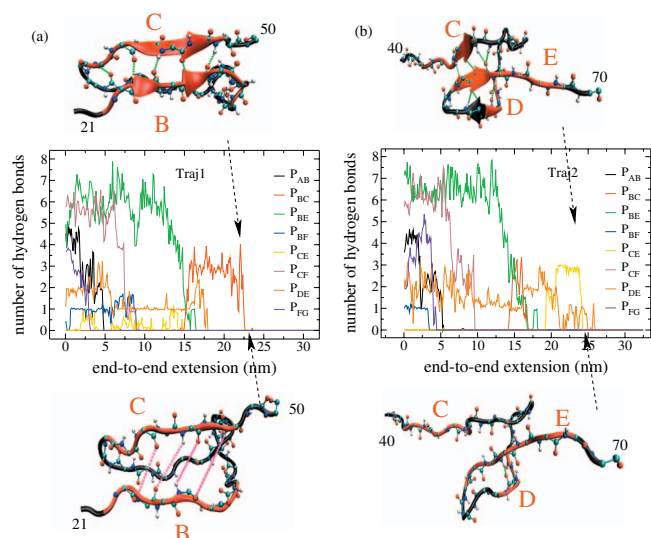 (a)
C
50
21
B
Traj1
number of hydrogen bonds
8
7
6
5
4
3
2
1
0
P_AB
P_BC
P_BE
P_BF
P_CE
P_CF
P_DE
P_FG
0 5 10 15 20 25 30
end-to-end extension (nm)
C
50
21
B
(b)
C
40
E
70
D
Traj2
number of hydrogen bonds
8
7
6
5
4
3
2
1
0
P_AB
P_BC
P_BE
P_BF
P_CE
P_CF
P_DE
P_FG
0 5 10 15 20 25 30
end-to-end extension (nm)
C
E
40
70
D